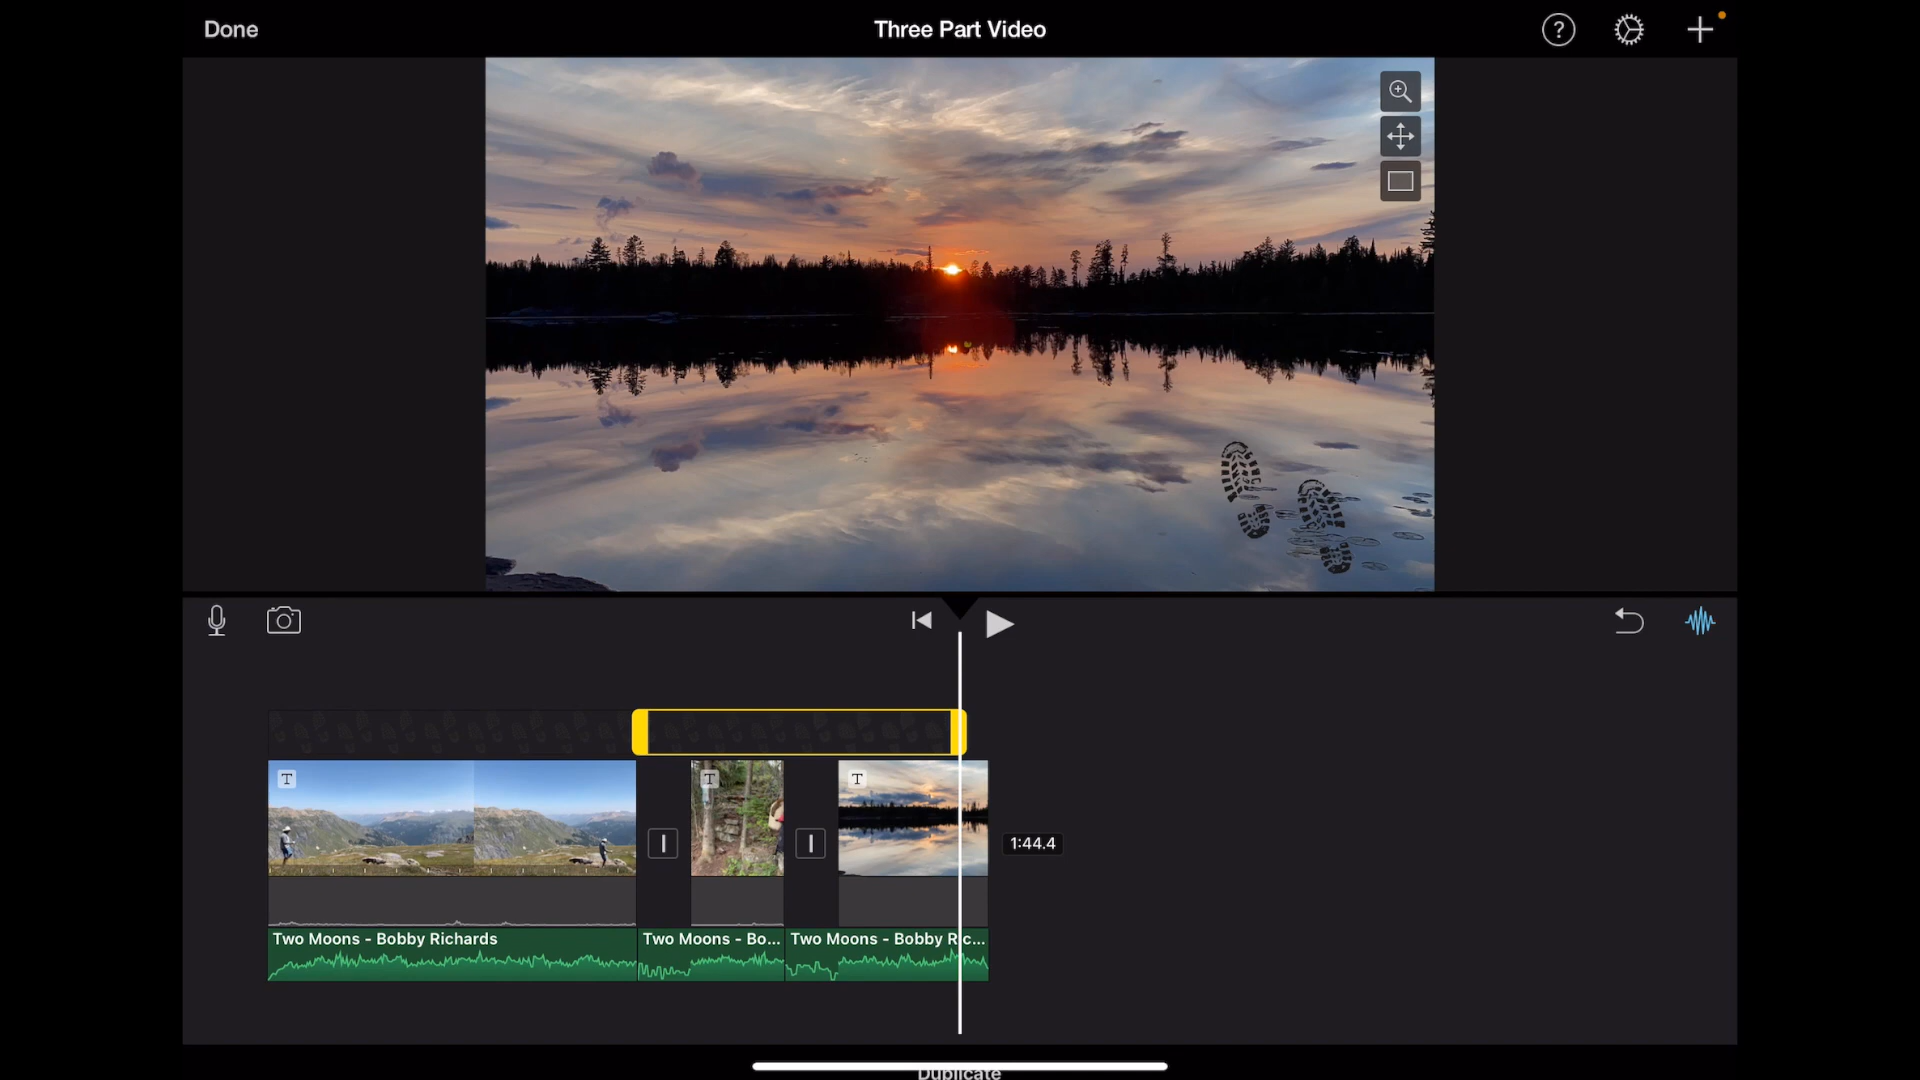 Done
Three Part Video
?
T
T
T
1:44.4
Two Moons - Bobby Richards
Two Moons - Bo...
Two Moons - Bobby Ric...
Duplicate